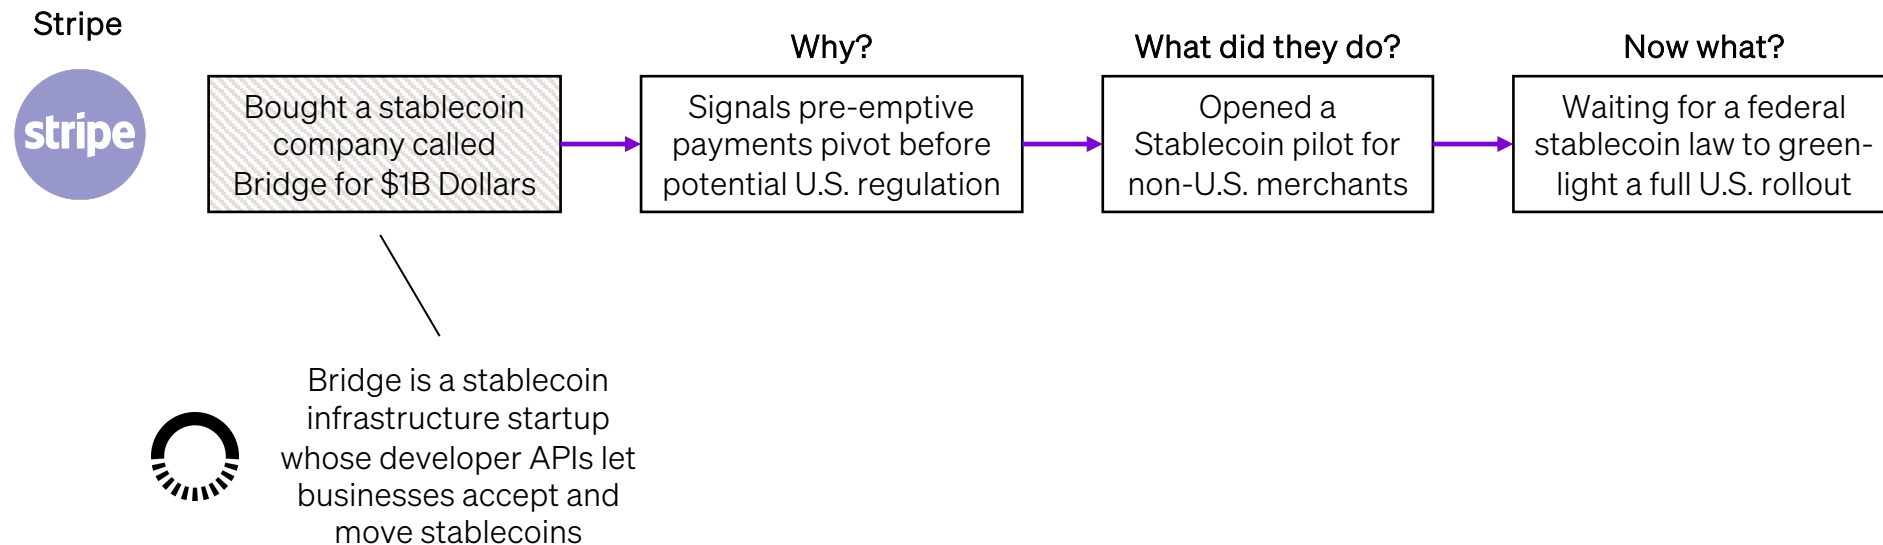 Stripe
stripe
Bought a stablecoin
company called
Bridge for $1B Dollars
Why?
Signals pre-emptive
payments pivot before
potential U.S. regulation
What did they do?
Opened a
Stablecoin pilot for
non-U.S. merchants
Now what?
Waiting for a federal
stablecoin law to green-
light a full U.S. rollout
Bridge is a stablecoin
infrastructure startup
whose developer APIs let
businesses accept and
move stablecoins